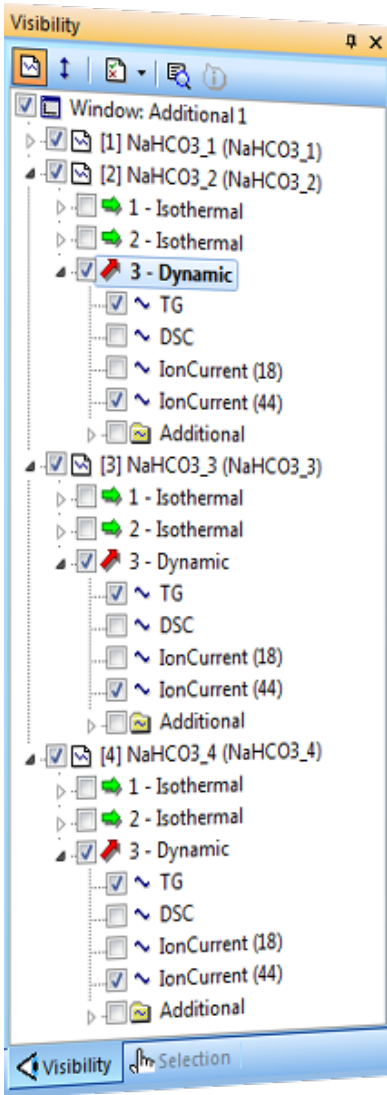 Visibility
Window: Additional 1
[1] NaHCO3_1 (NaHCO3_1)
[2] NaHCO3_2 (NaHCO3_2)
1 - Isothermal
2 - Isothermal
3 - Dynamic
TG
DSC
IonCurrent (18)
IonCurrent (44)
Additional
[3] NaHCO3_3 (NaHCO3_3)
1 - Isothermal
2 - Isothermal
3 - Dynamic
TG
DSC
IonCurrent (18)
IonCurrent (44)
Additional
[4] NaHCO3_4 (NaHCO3_4)
1 - Isothermal
2 - Isothermal
3 - Dynamic
TG
DSC
IonCurrent (18)
IonCurrent (44)
Additional
Visibility Selection